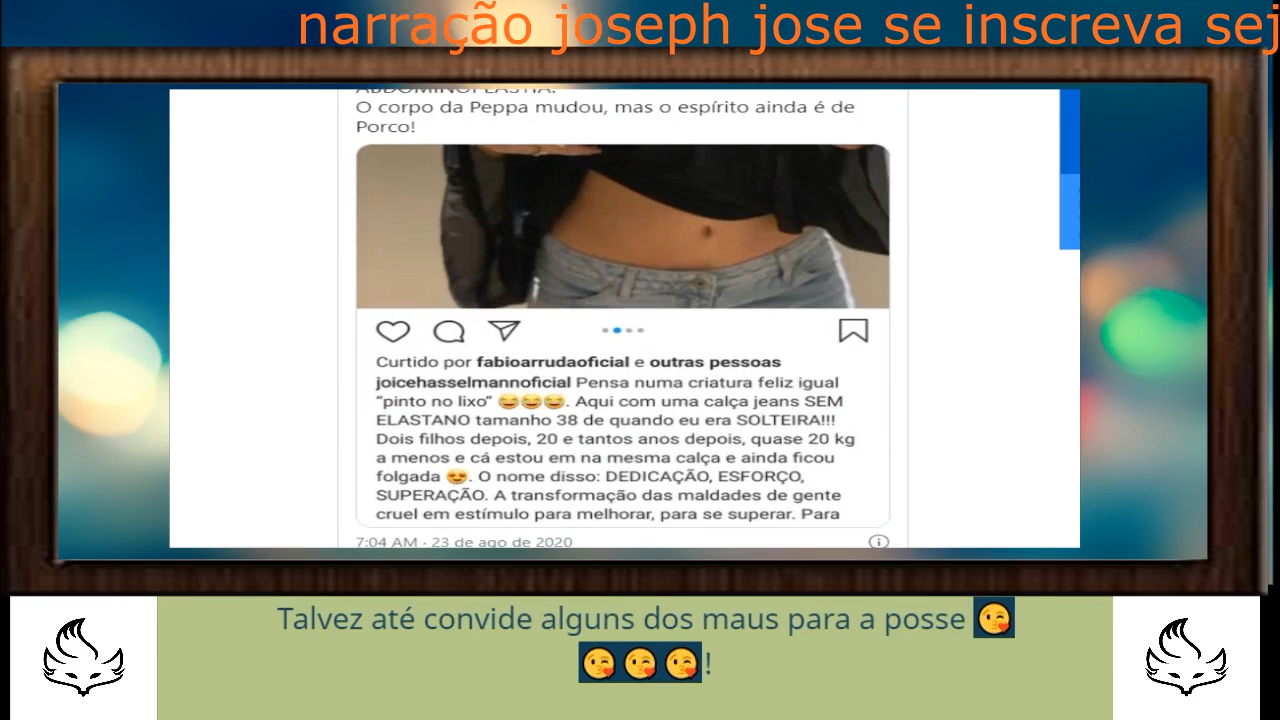 narração joseph jose se inscreva sej
ABDOMINOPLASTIA.
O corpo da Peppa mudou, mas o espírito ainda é de
Porco!
Curtido por fabioarrudaoficial e outras pessoas
joicehasselmannoficial Pensa numa criatura feliz igual
“pinto no lixo” 😂😂😂. Aqui com uma calça jeans SEM
ELASTANO tamanho 38 de quando eu era SOLTEIRA!!!
Dois filhos depois, 20 e tantos anos depois, quase 20 kg
a menos e cá estou em na mesma calça e ainda ficou
folgada 😍. O nome disso: DEDICAÇÃO, ESFORÇO,
SUPERAÇÃO. A transformação das maldades de gente
cruel em estímulo para melhorar, para se superar. Para
7:04 AM · 23 de ago de 2020
Talvez até convide alguns dos maus para a posse 😘
😘😘😘!